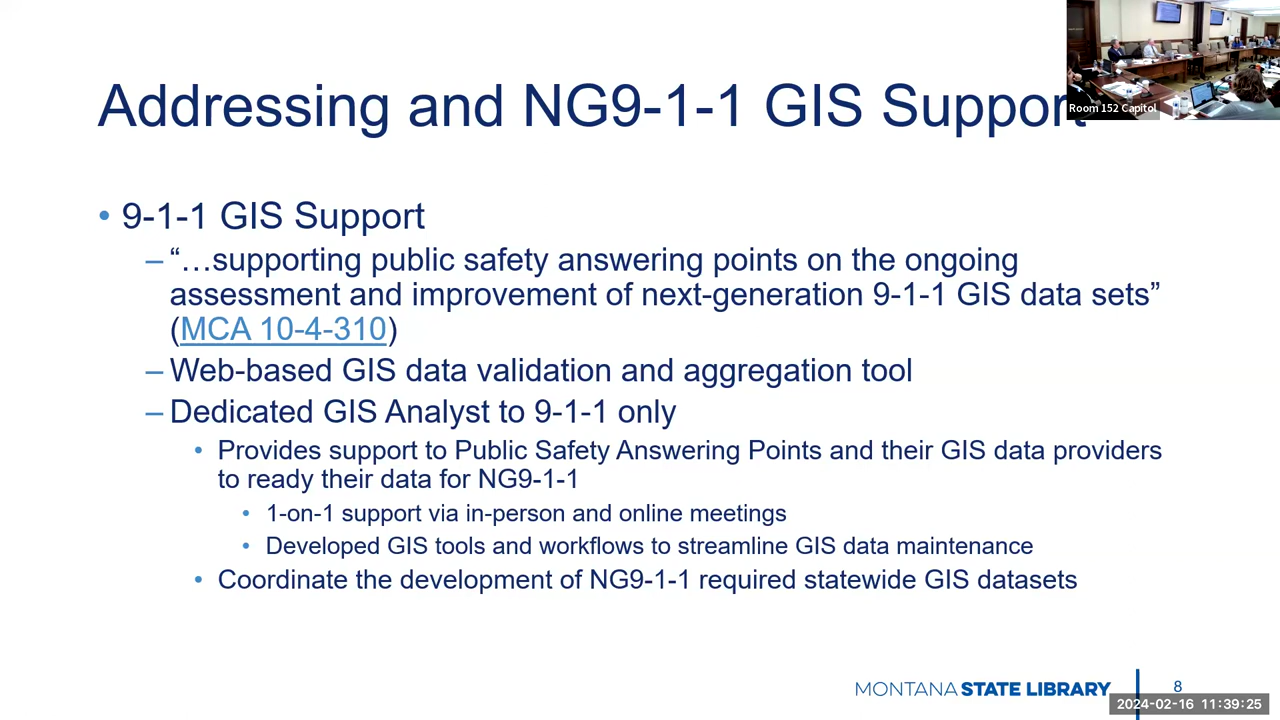 Addressing and NG9-1-1 GIS Support
Room 152 Capitol
• 9-1-1 GIS Support
– “…supporting public safety answering points on the ongoing
assessment and improvement of next-generation 9-1-1 GIS data sets”
(MCA 10-4-310)
– Web-based GIS data validation and aggregation tool
– Dedicated GIS Analyst to 9-1-1 only
• Provides support to Public Safety Answering Points and their GIS data providers
to ready their data for NG9-1-1
• 1-on-1 support via in-person and online meetings
• Developed GIS tools and workflows to streamline GIS data maintenance
• Coordinate the development of NG9-1-1 required statewide GIS datasets
MONTANA STATE LIBRARY
8
2024-02-16 11:39:25